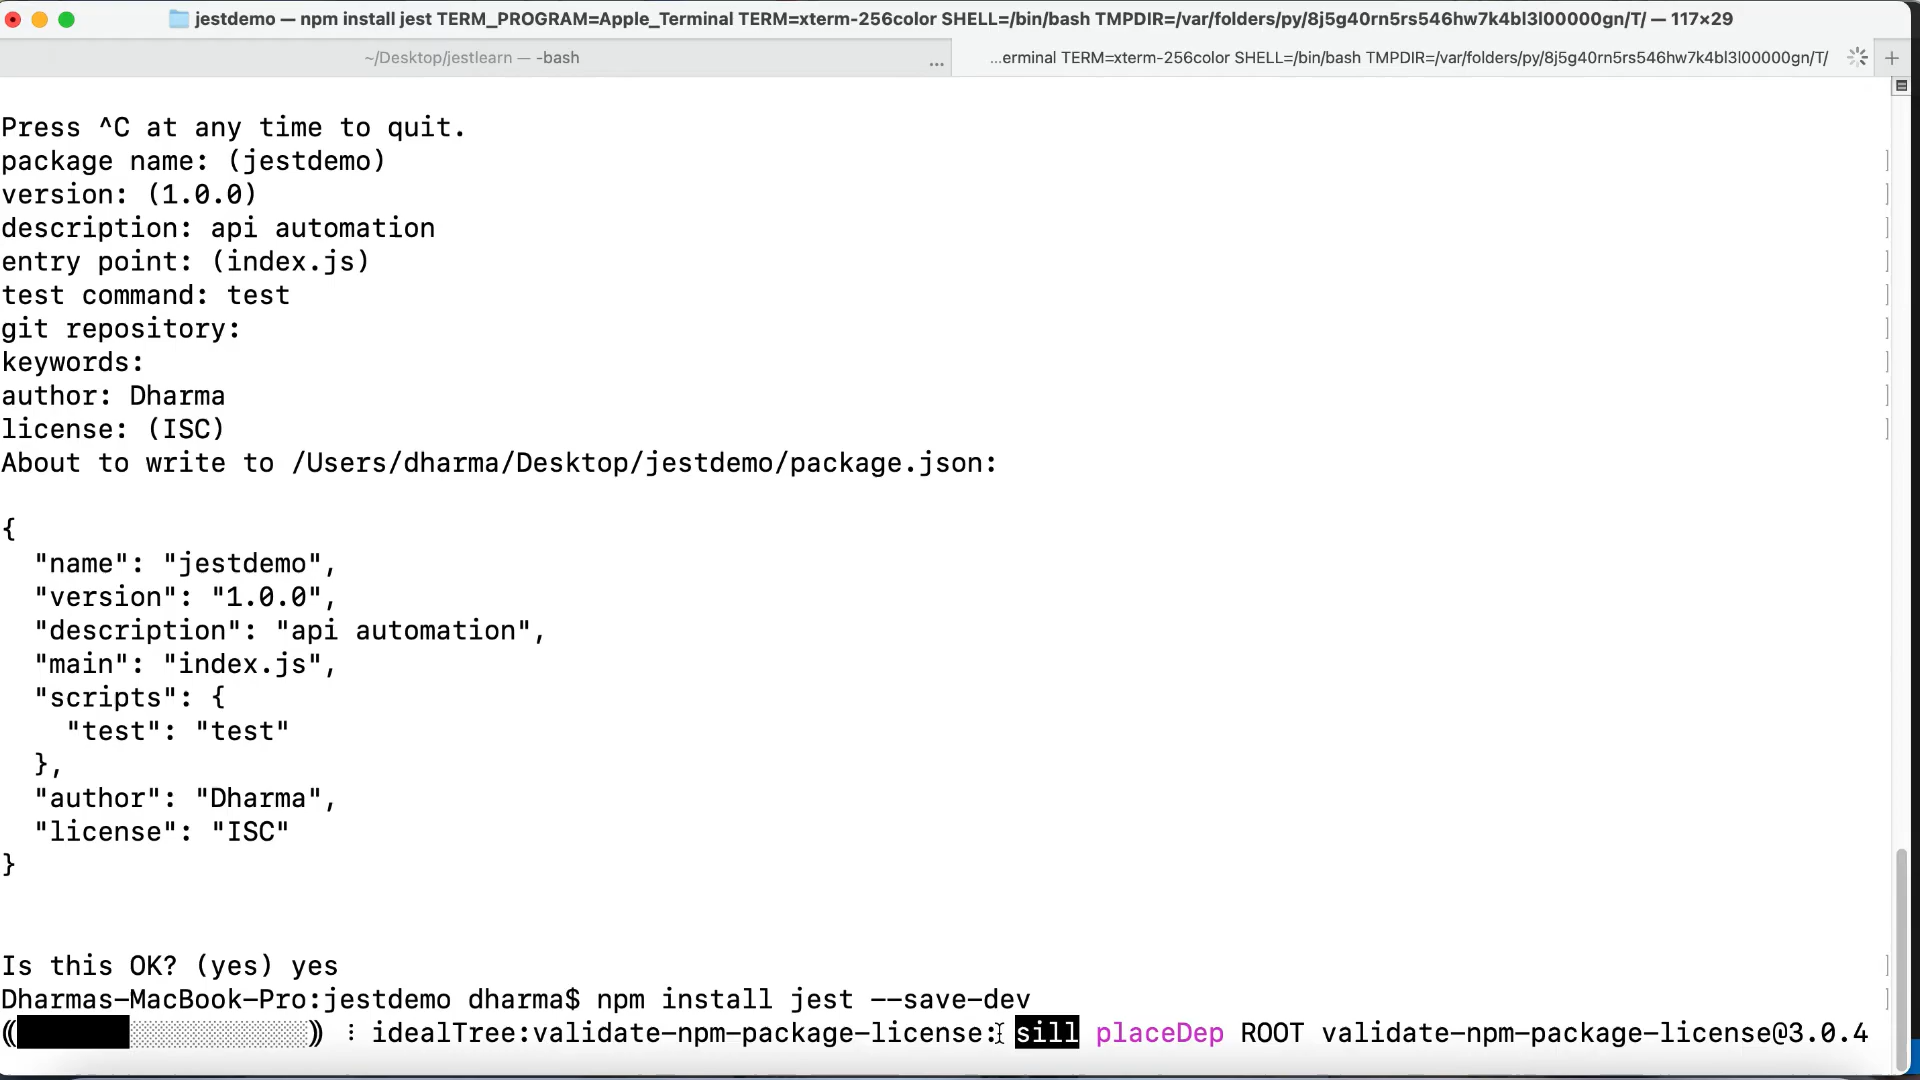 jestdemo — npm install jest TERM_PROGRAM=Apple_Terminal TERM=xterm-256color SHELL=/bin/bash TMPDIR=/var/folders/py/8j5g40rn5rs546hw7k4bl3l00000gn/T/ — 117×29
~/Desktop/jestlearn — -bash ... ...erminal TERM=xterm-256color SHELL=/bin/bash TMPDIR=/var/folders/py/8j5g40rn5rs546hw7k4bl3l00000gn/T/ +
Press ^C at any time to quit.
package name: (jestdemo)
version: (1.0.0)
description: api automation
entry point: (index.js)
test command: test
git repository:
keywords:
author: Dharma
license: (ISC)
About to write to /Users/dharma/Desktop/jestdemo/package.json:
{
"name": "jestdemo",
"version": "1.0.0",
"description": "api automation",
"main": "index.js",
"scripts": {
"test": "test"
},
"author": "Dharma",
"license": "ISC"
}
Is this OK? (yes) yes
Dharmas-MacBook-Pro:jestdemo dharma$ npm install jest --save-dev
⸨ ░░░░░░░░░░░⸩ ⠸ idealTree:validate-npm-package-license: sill placeDep ROOT validate-npm-package-license@3.0.4